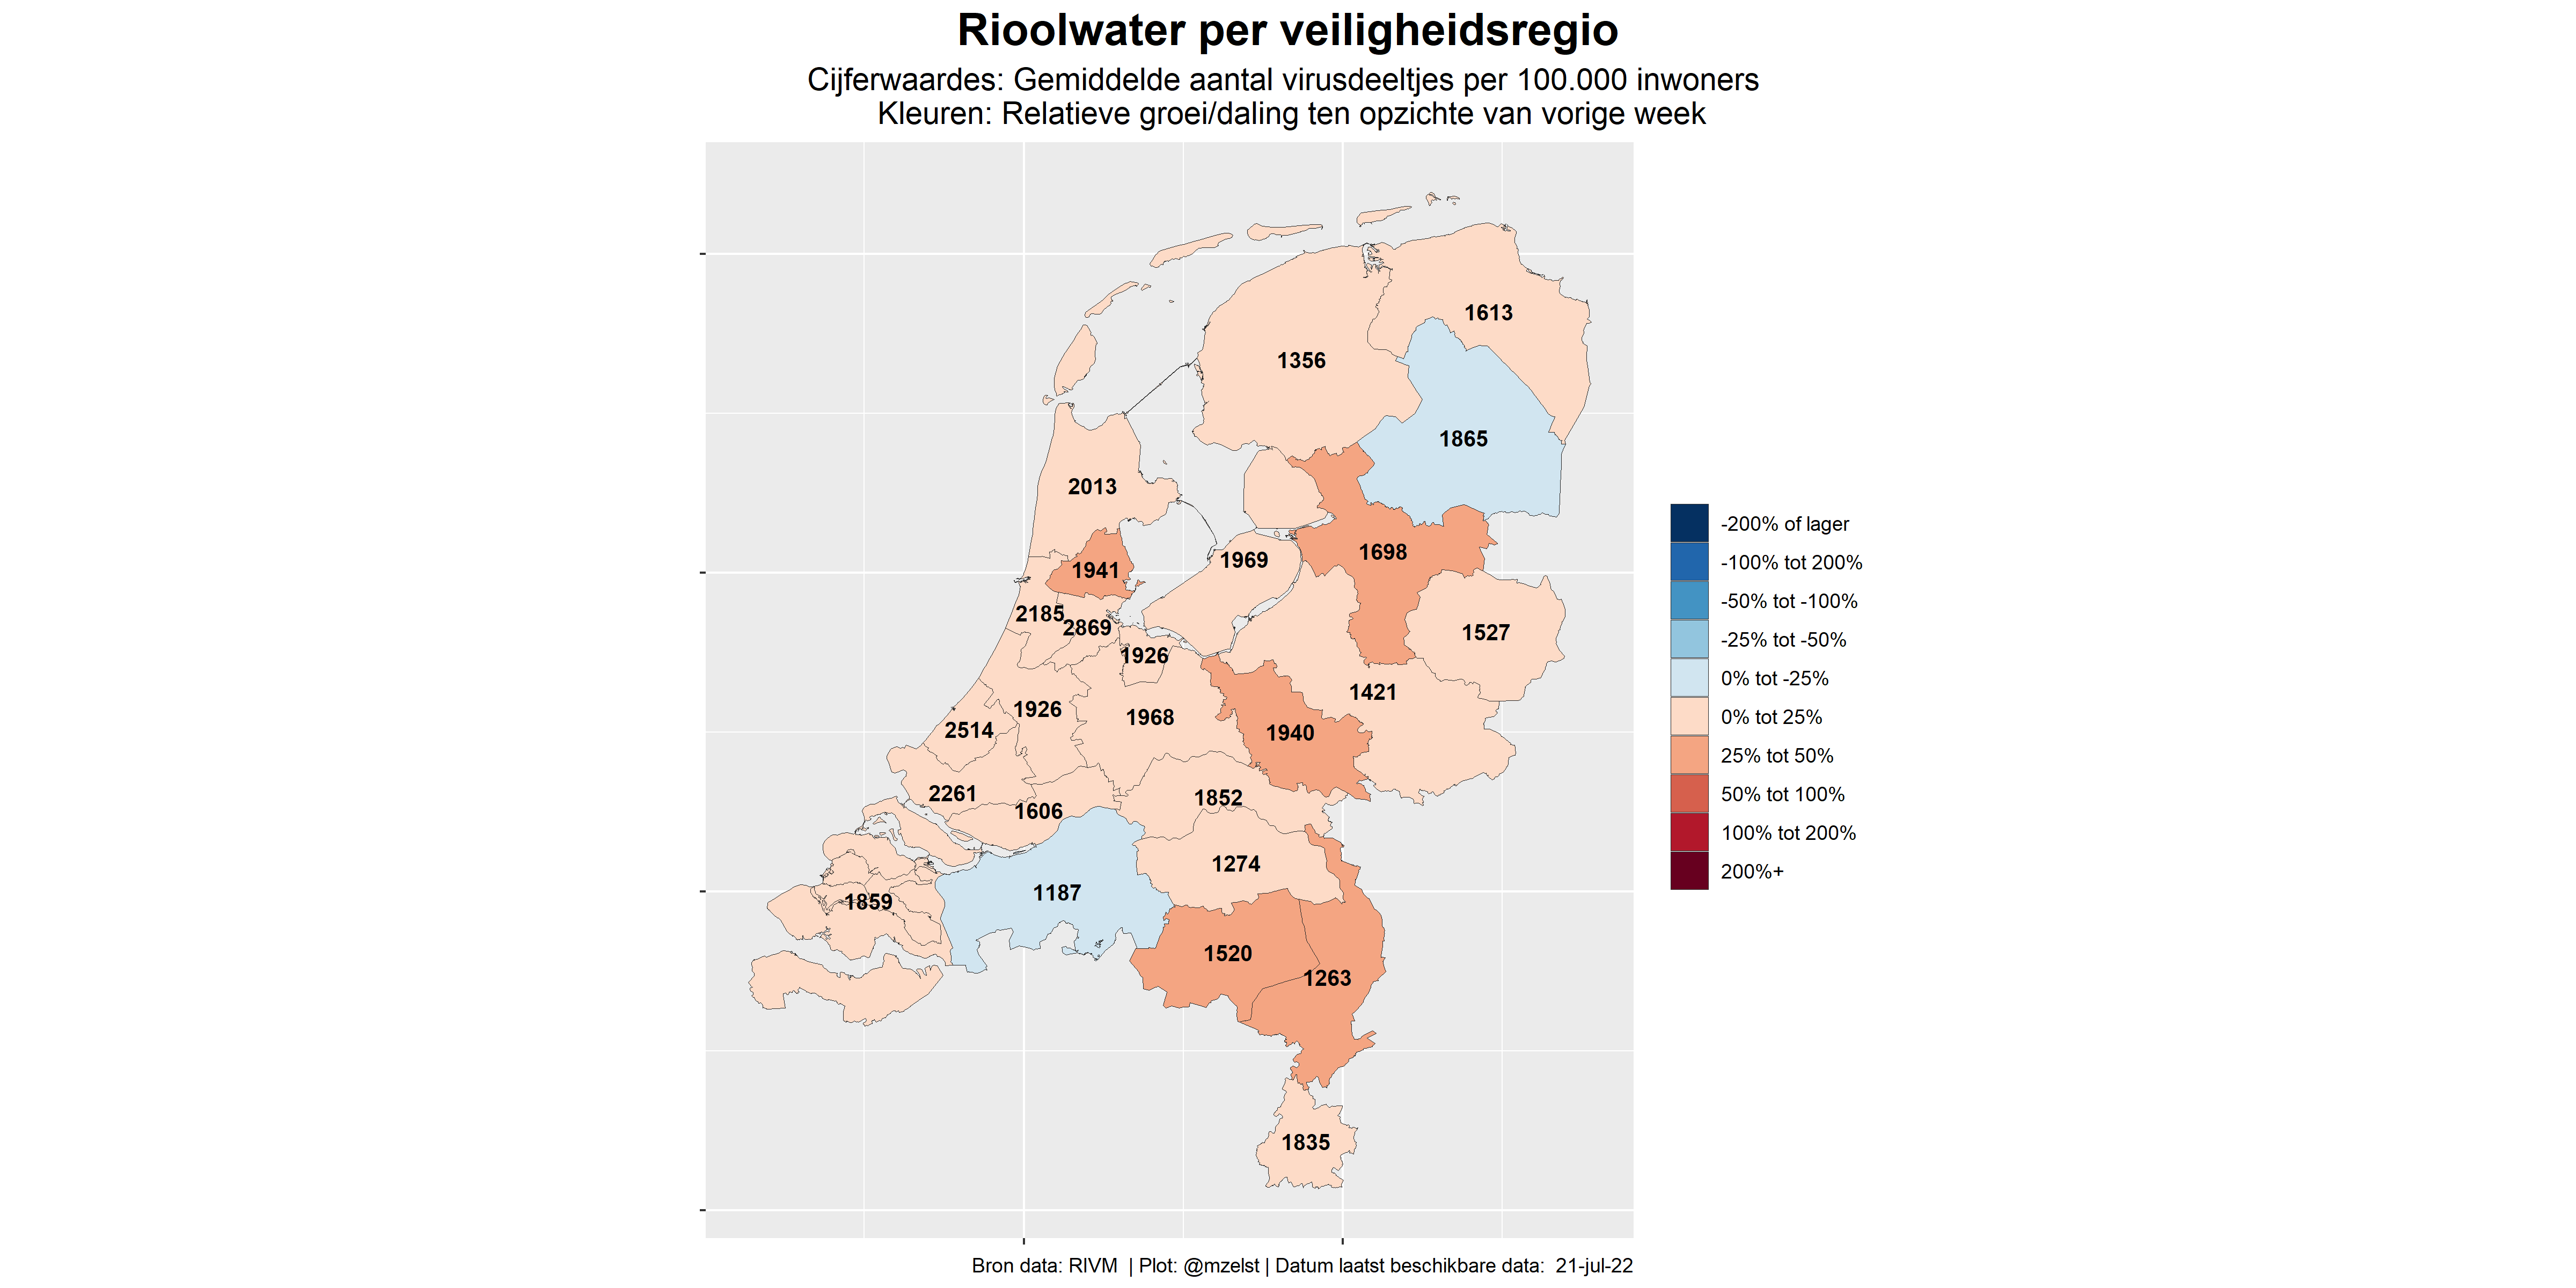 Rioolwater per veiligheidsregio
Cijferwaardes: Gemiddelde aantal virusdeeltjes per 100.000 inwoners
Kleuren: Relatieve groei/daling ten opzichte van vorige week
1613
1356
1865
2013
1698
1969
1941
2185
2869
1527
1926
1421
1926
1968
2514
1940
2261
1852
1606
1274
1187
1859
1520
1263
1835
-200% of lager
-100% tot 200%
-50% tot -100%
-25% tot -50%
0% tot -25%
0% tot 25%
25% tot 50%
50% tot 100%
100% tot 200%
200%+
Bron data: RIVM | Plot: @mzelst | Datum laatst beschikbare data: 21-jul-22